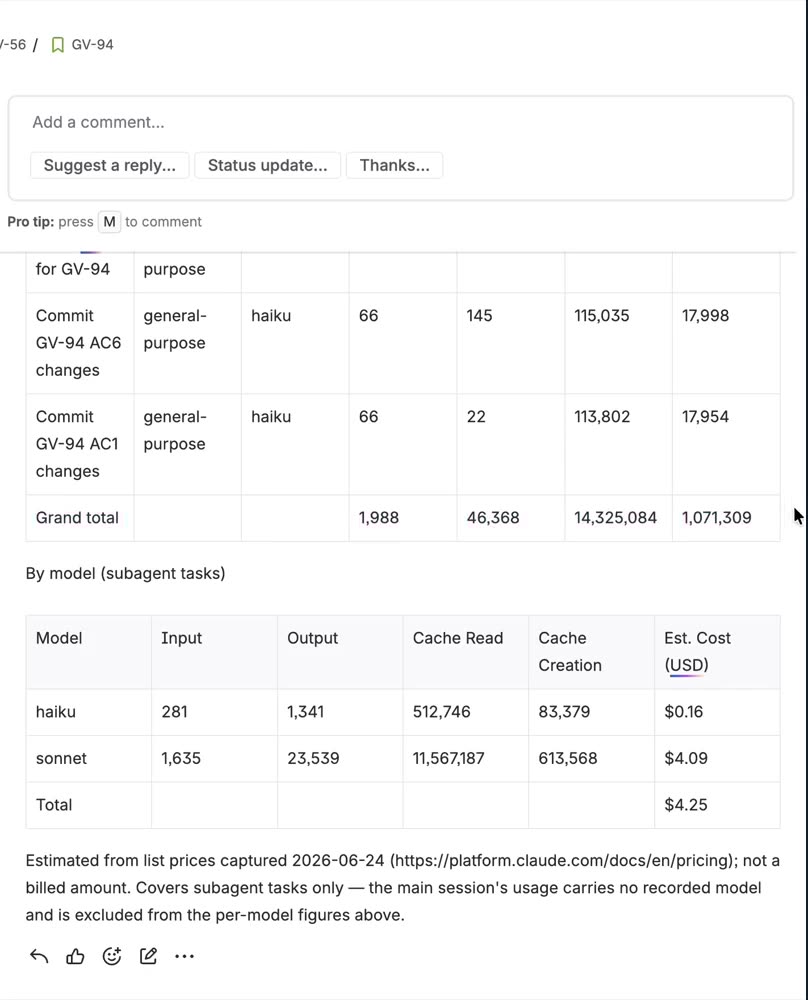 V-56 / GV-94
Add a comment...
Suggest a reply... Status update... Thanks...
Pro tip: press M to comment
for GV-94 purpose
Commit general- haiku 66 145 115,035 17,998
GV-94 AC6 purpose
changes
Commit general- haiku 66 22 113,802 17,954
GV-94 AC1 purpose
changes
Grand total 1,988 46,368 14,325,084 1,071,309
By model (subagent tasks)
Model Input Output Cache Read Cache Est. Cost
Creation (USD)
haiku 281 1,341 512,746 83,379 $0.16
sonnet 1,635 23,539 11,567,187 613,568 $4.09
Total $4.25
Estimated from list prices captured 2026-06-24 (https://platform.claude.com/docs/en/pricing); not a
billed amount. Covers subagent tasks only — the main session's usage carries no recorded model
and is excluded from the per-model figures above.